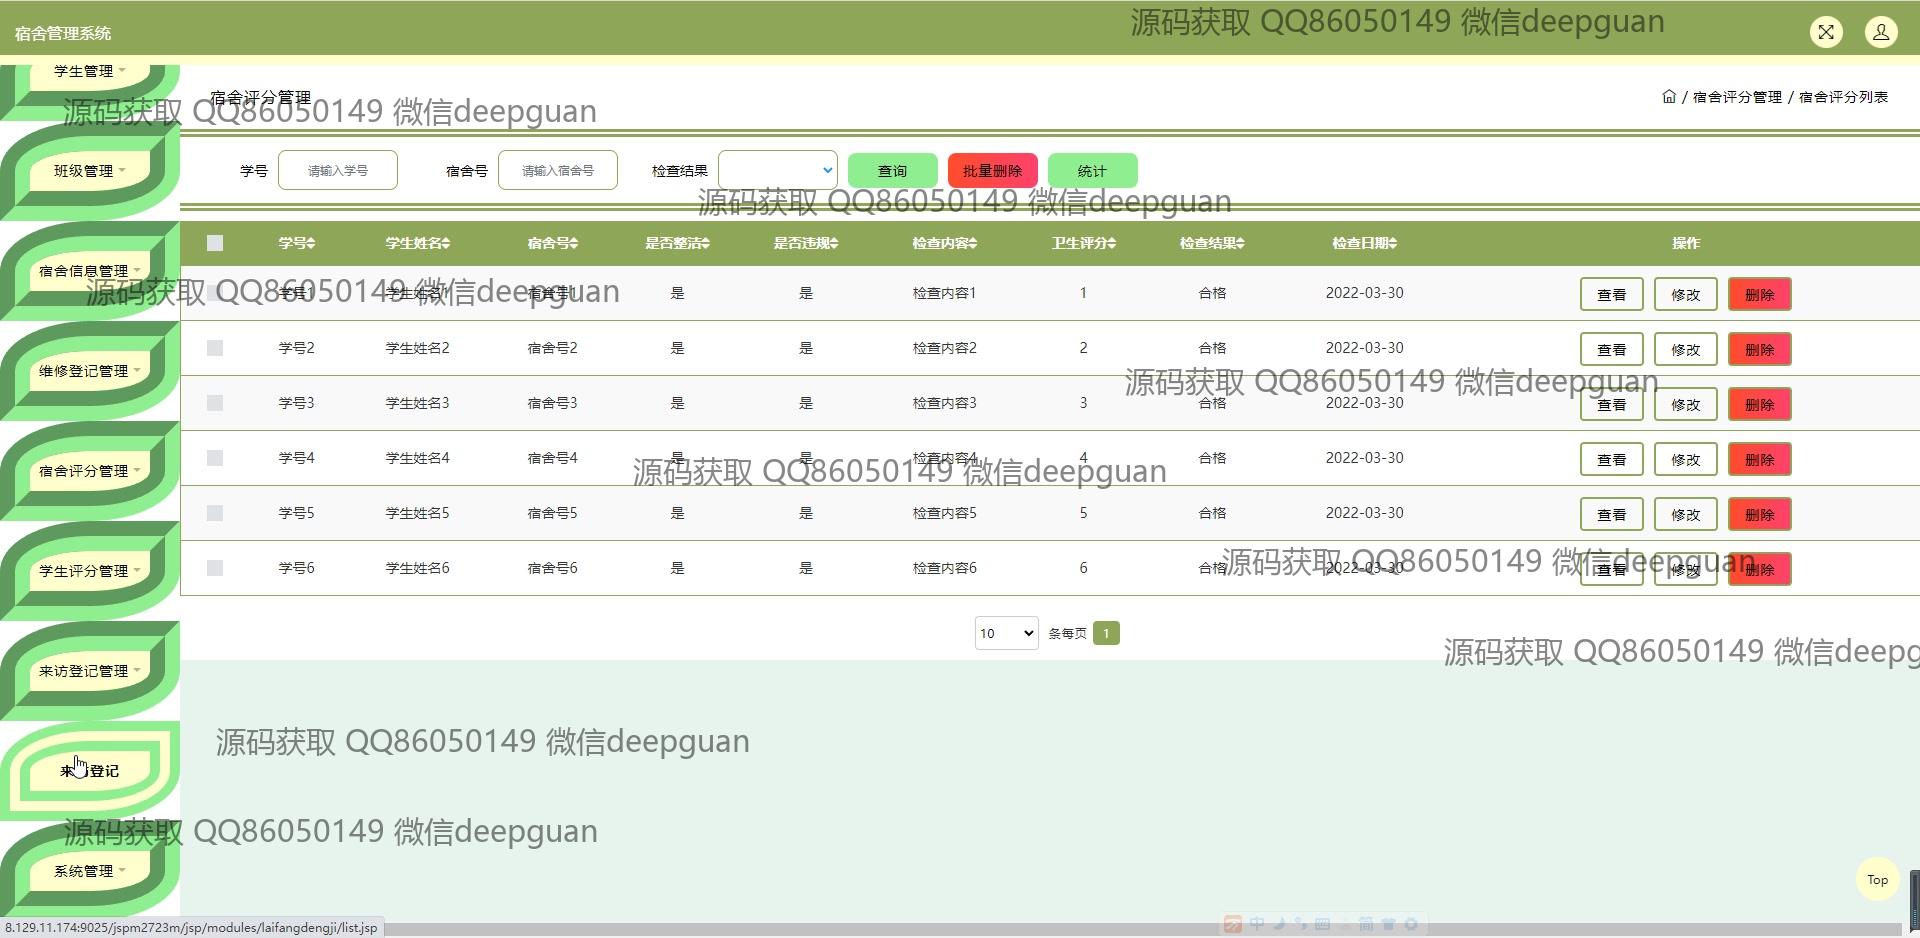 宿舍管理系统
源码获取 QQ86050149 微信deepguan
学生管理
宿舍评分管理
/ 宿舍评分管理 / 宿舍评分列表
源码获取 QQ86050149 微信deepguan
班级管理
学号 请输入学号 宿舍号 请输入宿舍号 检查结果 查询 批量删除 统计
源码获取 QQ86050149 微信deepguan
学号 学生姓名 宿舍号 是否整洁 是否违规 检查内容 卫生评分 检查结果 检查日期 操作
宿舍信息管理
学号1 学生姓名1 宿舍号1 是 是 检查内容1 1 合格 2022-03-30 查看 修改 删除
源码获取 QQ86050149 微信deepguan
学号2 学生姓名2 宿舍号2 是 是 检查内容2 2 合格 2022-03-30 查看 修改 删除
维修登记管理
源码获取 QQ86050149 微信deepguan
学号3 学生姓名3 宿舍号3 是 是 检查内容3 3 合格 2022-03-30 查看 修改 删除
学号4 学生姓名4 宿舍号4 是 是 检查内容4 4 合格 2022-03-30 查看 修改 删除
宿舍评分管理
源码获取 QQ86050149 微信deepguan
学号5 学生姓名5 宿舍号5 是 是 检查内容5 5 合格 2022-03-30 查看 修改 删除
学号6 学生姓名6 宿舍号6 是 是 检查内容6 6 合格 2022-03-30 查看 修改 删除
源码获取 QQ86050149 微信deepguan
学生评分管理
10 条每页 1
源码获取 QQ86050149 微信deepg
来访登记管理
源码获取 QQ86050149 微信deepguan
来访登记
源码获取 QQ86050149 微信deepguan
系统管理
Top
8.129.11.174:9025/jspm2723m/jsp/modules/laifangdengji/list.jsp
中 简